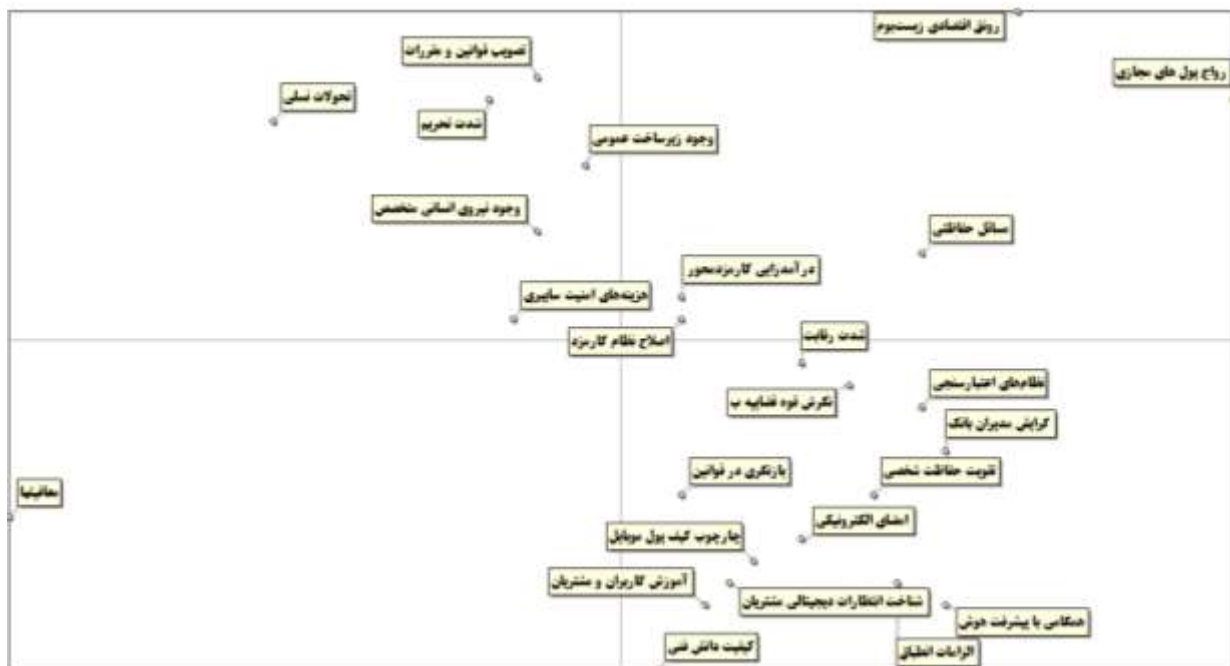 رونق اقتصادی زیست‌بوم
تصویب قوانین و مقررات
رواج پول های مجازی
تحولات نسلی
شدت تحریم
وجود زیرساخت عمومی
وجود نیروی انسانی متخصص
مسائل حفاظتی
درآمدزایی کارمزدمحور
هزینه‌های امنیت سایبری
اصلاح نظام کارمزد
شدت رقابت
نظام‌های اعتبارسنجی
نگرش قوه قضاییه ب
گرایش مدیران بانک
بازنگری در قوانین
تقویت حفاظت شخصی
معافیتها
امضای الکترونیکی
چارچوب کیف پول موبایل
آموزش کاربران و مشتریان
شناخت انتظارات دیجیتالی مشتریان
همگامی با پیشرفت هوش
کیفیت دانش فنی
الزامات انطباق